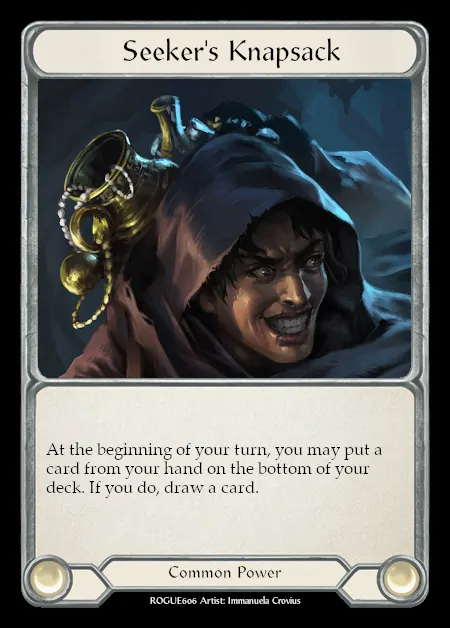 Seeker's Knapsack
At the beginning of your turn, you may put a
card from your hand on the bottom of your
deck. If you do, draw a card.
Common Power
ROGUE606 Artist: Immanuela Crovius